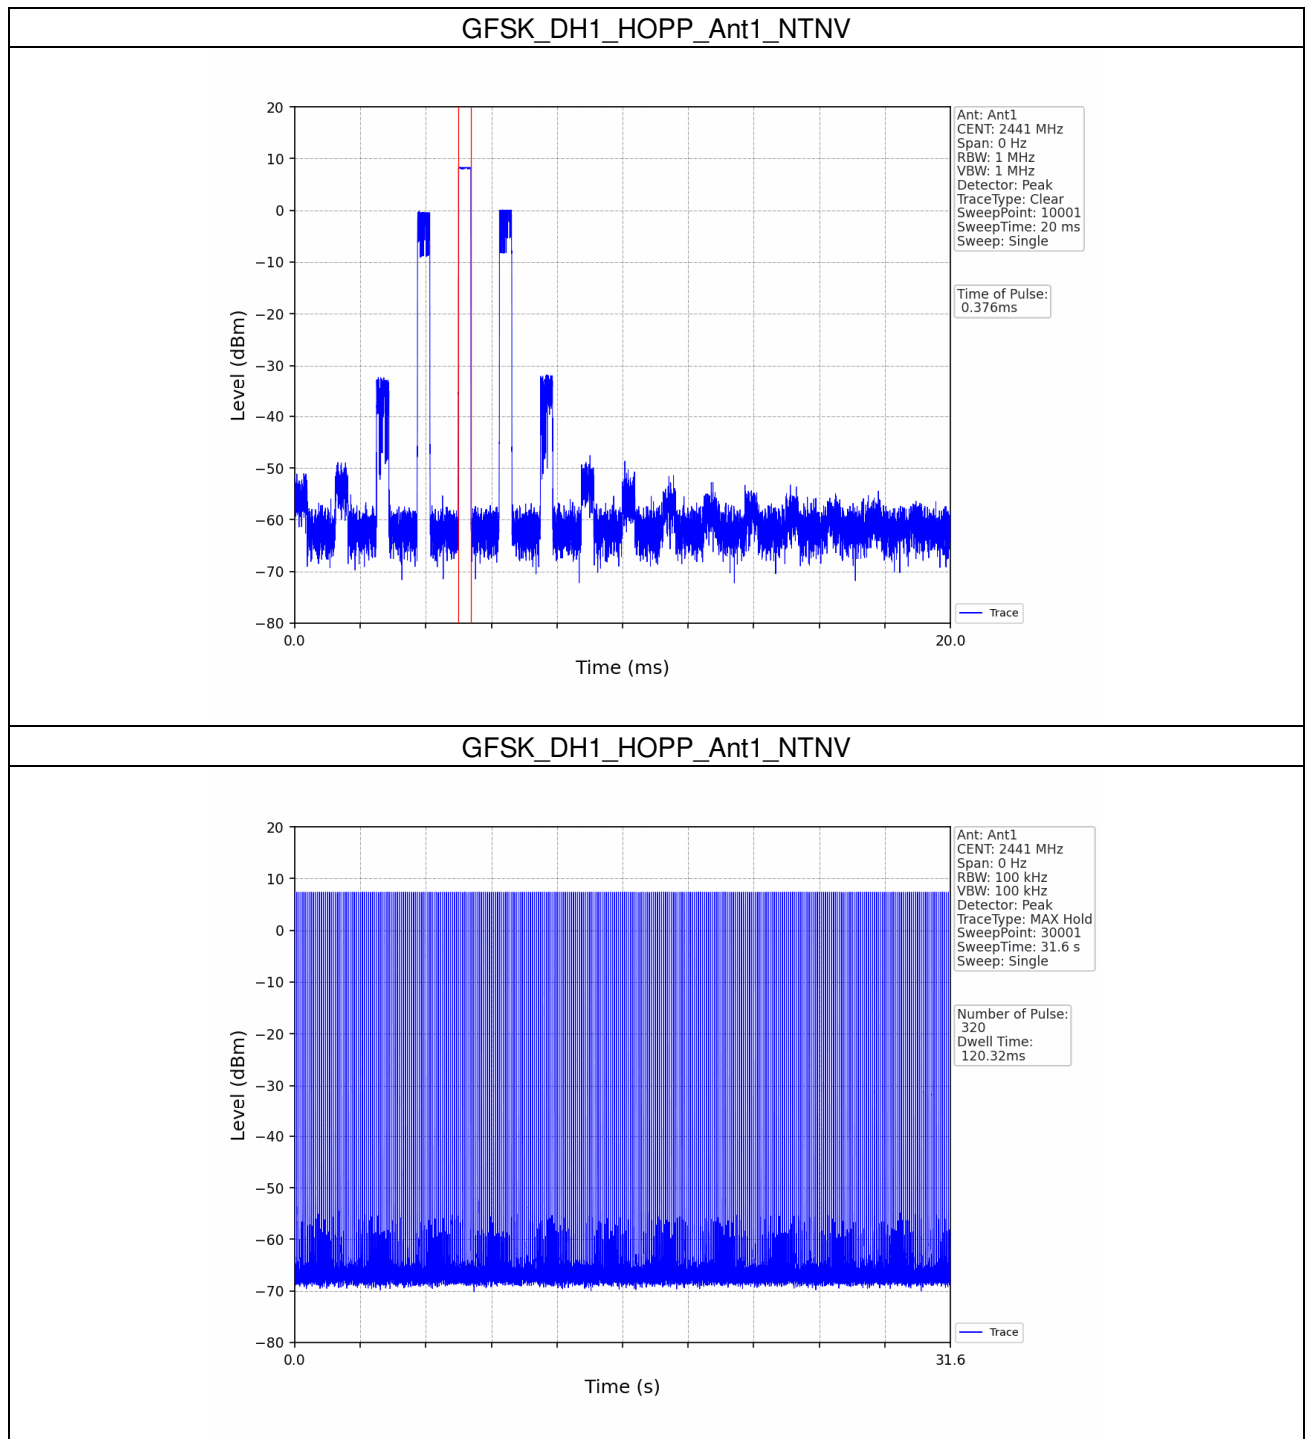 GFSK_DH1_HOPP_Ant1_NTNV
20
10
0
−10
−20
−30
−40
−50
−60
−70
−80
Level (dBm)
0.0
20.0
Time (ms)
Ant: Ant1
CENT: 2441 MHz
Span: 0 Hz
RBW: 1 MHz
VBW: 1 MHz
Detector: Peak
TraceType: Clear
SweepPoint: 10001
SweepTime: 20 ms
Sweep: Single
Time of Pulse:
0.376ms
Trace
GFSK_DH1_HOPP_Ant1_NTNV
20
10
0
−10
−20
−30
−40
−50
−60
−70
−80
Level (dBm)
0.0
31.6
Time (s)
Ant: Ant1
CENT: 2441 MHz
Span: 0 Hz
RBW: 100 kHz
VBW: 100 kHz
Detector: Peak
TraceType: MAX Hold
SweepPoint: 30001
SweepTime: 31.6 s
Sweep: Single
Number of Pulse:
320
Dwell Time:
120.32ms
Trace